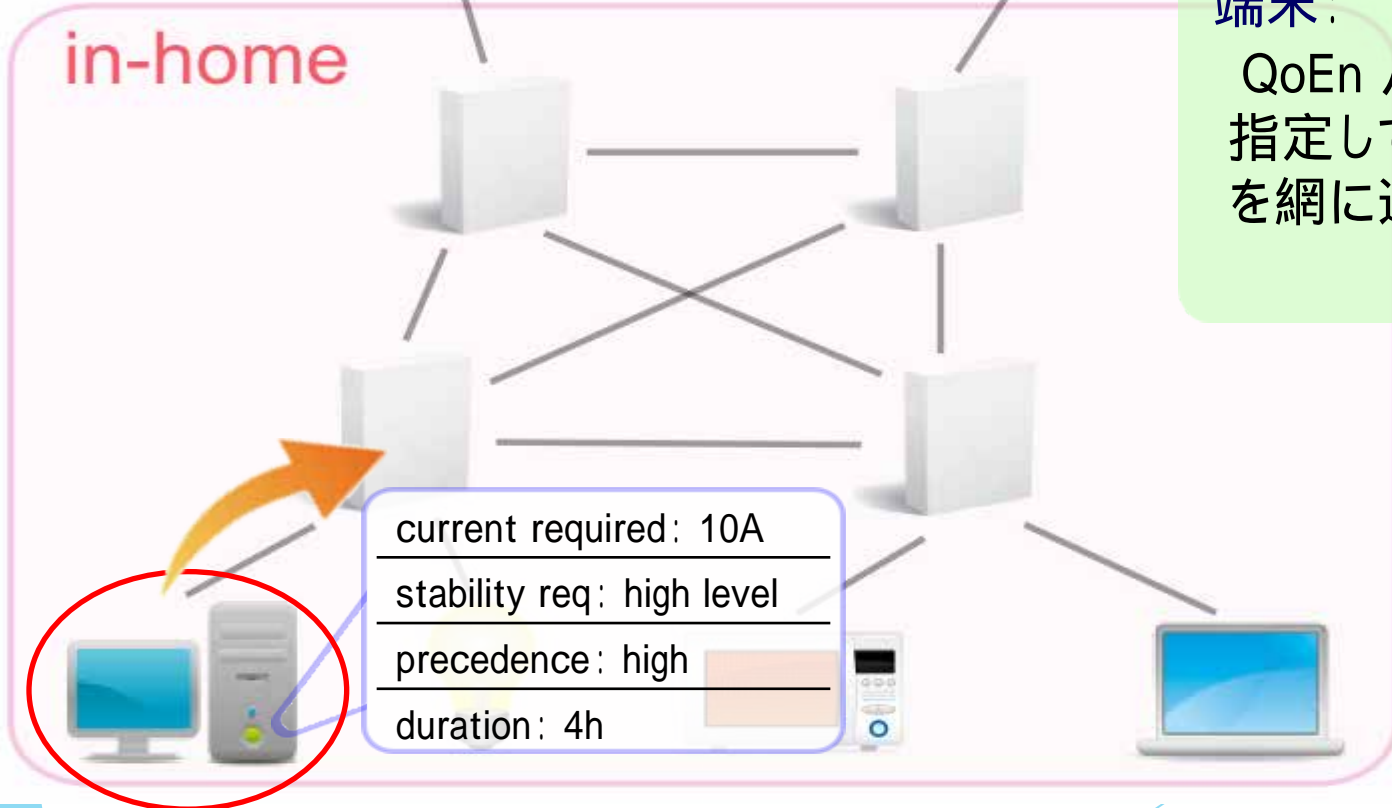 in-home
端末：
QoEn
指定して
を網に
current required：10A
stability req：high level
precedence：high
duration：4h